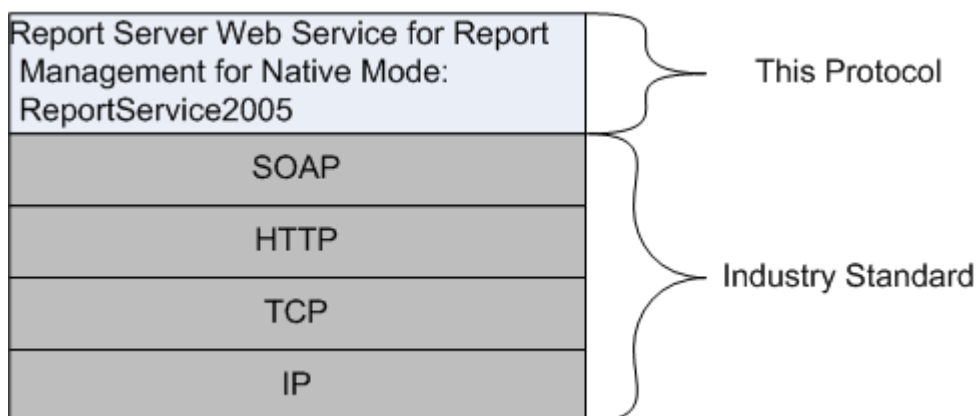 Report Server Web Service for Report
Management for Native Mode:
ReportService2005
This Protocol
SOAP
HTTP
TCP
IP
Industry Standard